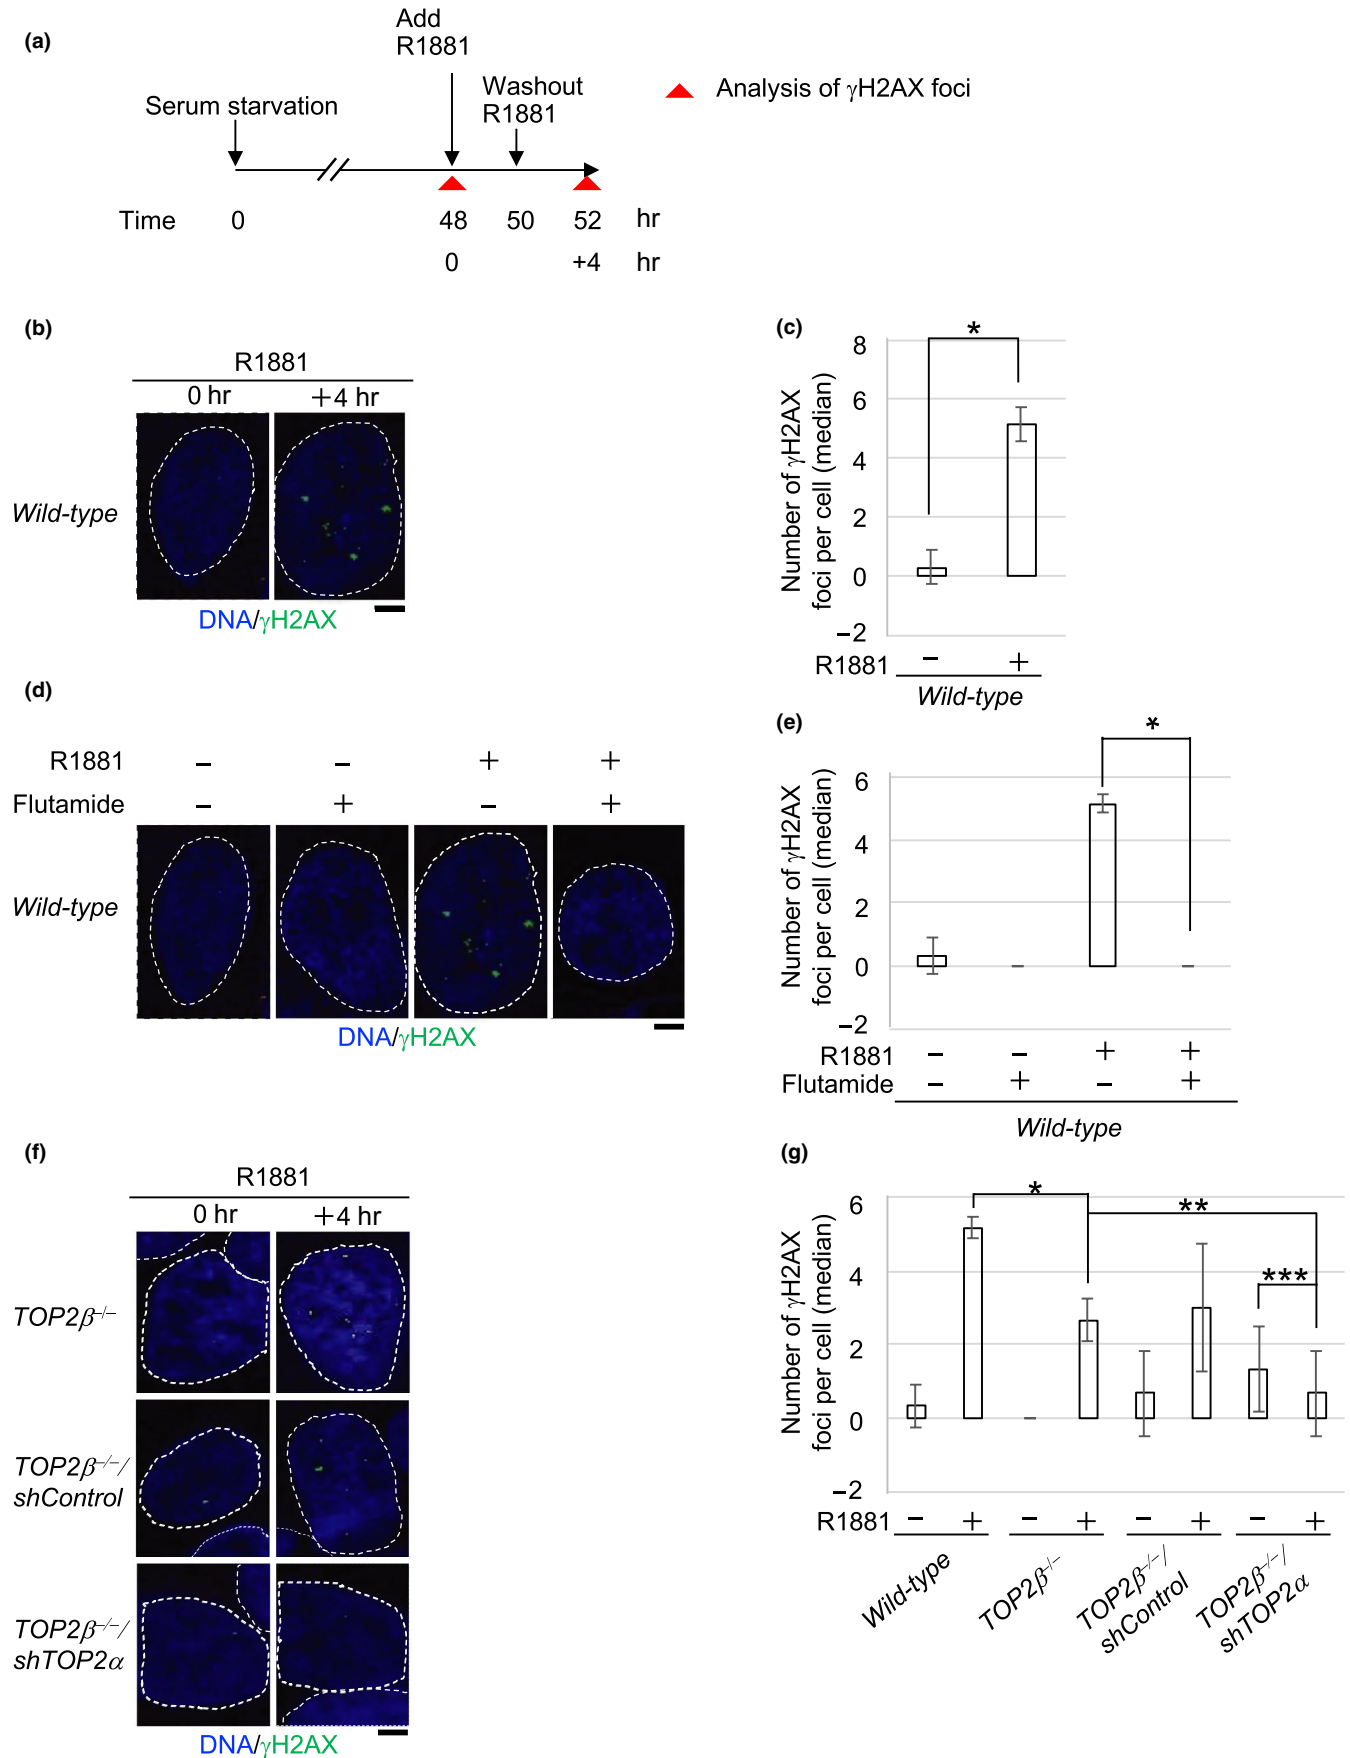 (a)
Add
R1881
Washout
R1881
Analysis of γH2AX foci
Serum starvation
Time 0 48 50 52 hr
0 +4 hr
(b)
R1881
0 hr +4 hr
Wild-type
DNA/γH2AX
(c)
*
8
6
4
2
0
−2
Number of γH2AX
foci per cell (median)
R1881 − +
Wild-type
(d)
R1881 − − + +
Flutamide − + − +
Wild-type
DNA/γH2AX
(e)
*
6
4
2
0
−2
Number of γH2AX
foci per cell (median)
R1881 − − + +
Flutamide − + − +
Wild-type
(f)
R1881
0 hr +4 hr
TOP2β−/−
TOP2β−/−/
shControl
TOP2β−/−/
shTOP2α
DNA/γH2AX
(g)
*
**
***
6
4
2
0
−2
Number of γH2AX
foci per cell (median)
R1881 − + − + − + − +
Wild-type
TOP2β−/−
TOP2β−/−/
shControl
TOP2β−/−/
shTOP2α